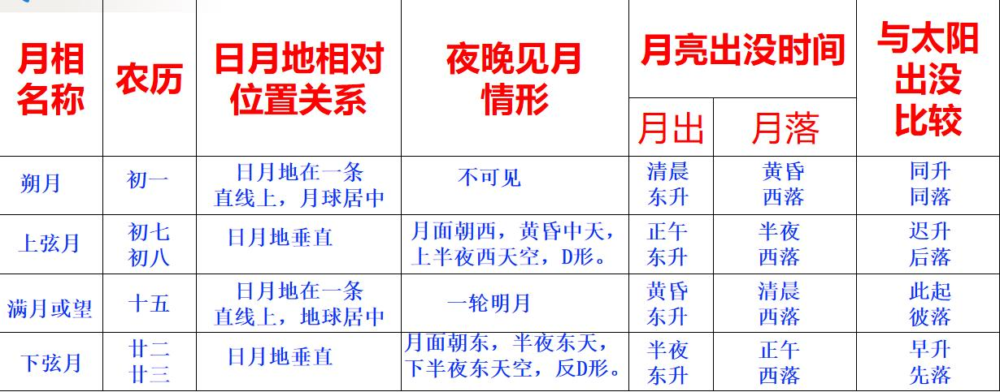 月相
名称
农历
日月地相对
位置关系
夜晚见月
情形
月亮出没时间
月出
月落
与太阳
出没
比较
朔月
初一
日月地在一条
直线上，月球居中
不可见
清晨
东升
黄昏
西落
同升
同落
上弦月
初七
初八
日月地垂直
月面朝西，黄昏中天，
上半夜西天空，D形。
正午
东升
半夜
西落
迟升
后落
满月或望
十五
日月地在一条
直线上，地球居中
一轮明月
黄昏
东升
清晨
西落
此起
彼落
下弦月
廿二
廿三
日月地垂直
月面朝东，半夜东天，
下半夜东天空，反D形。
半夜
东升
正午
西落
早升
先落